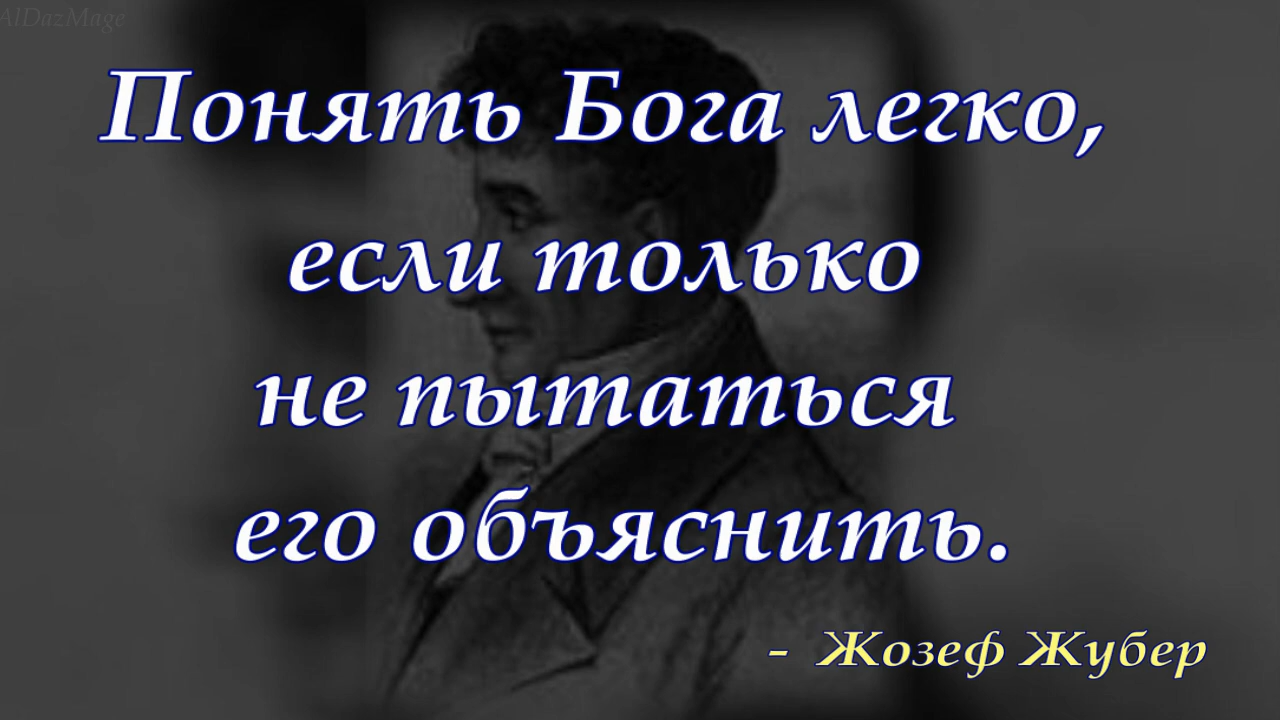 AlDazMage
Понять Бога легко,
если только
не пытаться
его объяснить.
- Жозеф Жубер